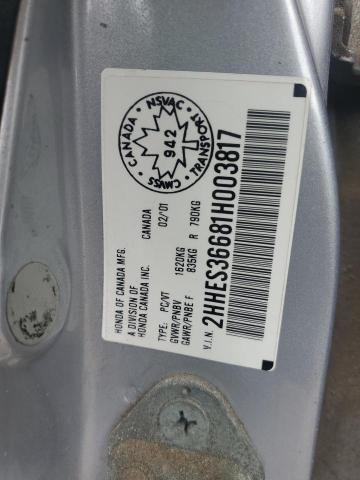 HONDA OF CANADA MFG. CANADA
A DIVISION OF
HONDA CANADA INC. 02/'01
TYPE: PC/VT
GVWR/PNBV 1620KG
GAWR/PNBE F 835KG R 790KG
V.I.N. 2HHES36681H003817
CANADA NSVAC
942
TRANSPORT CMVSS